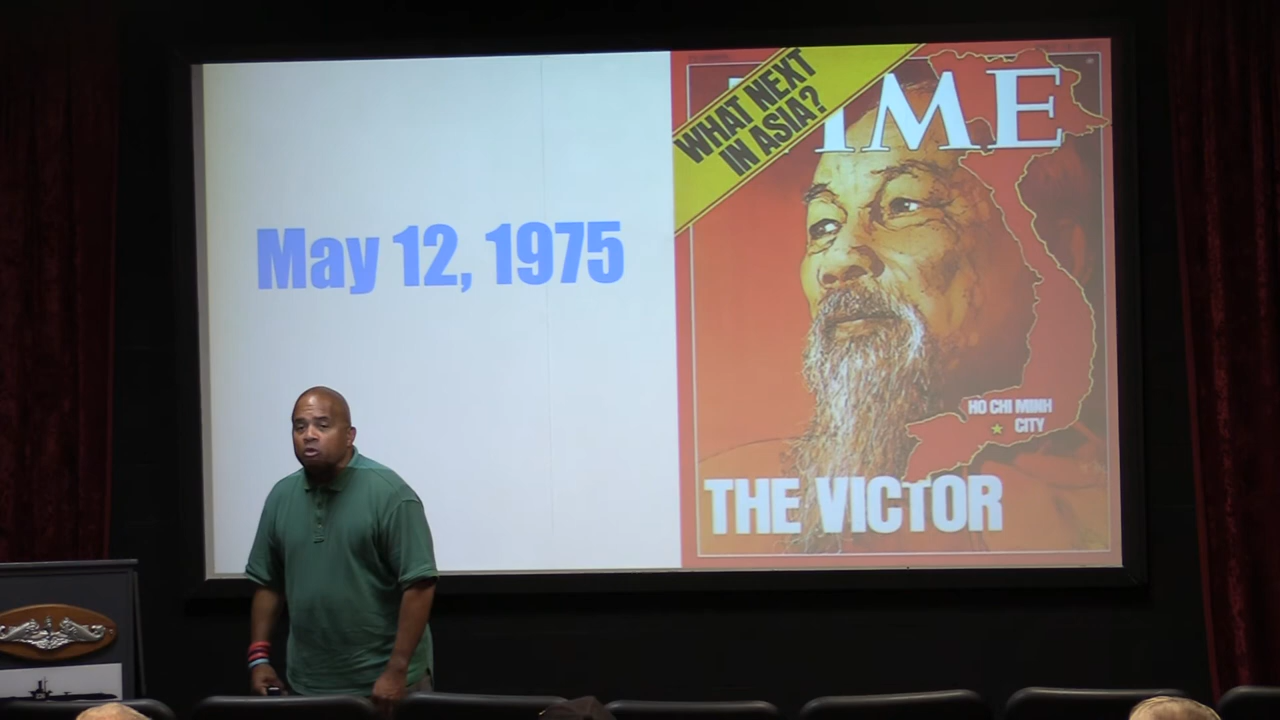 May 12, 1975
WHAT NEXT
IN ASIA?
TIME
HO CHI MINH
CITY
THE VICTOR